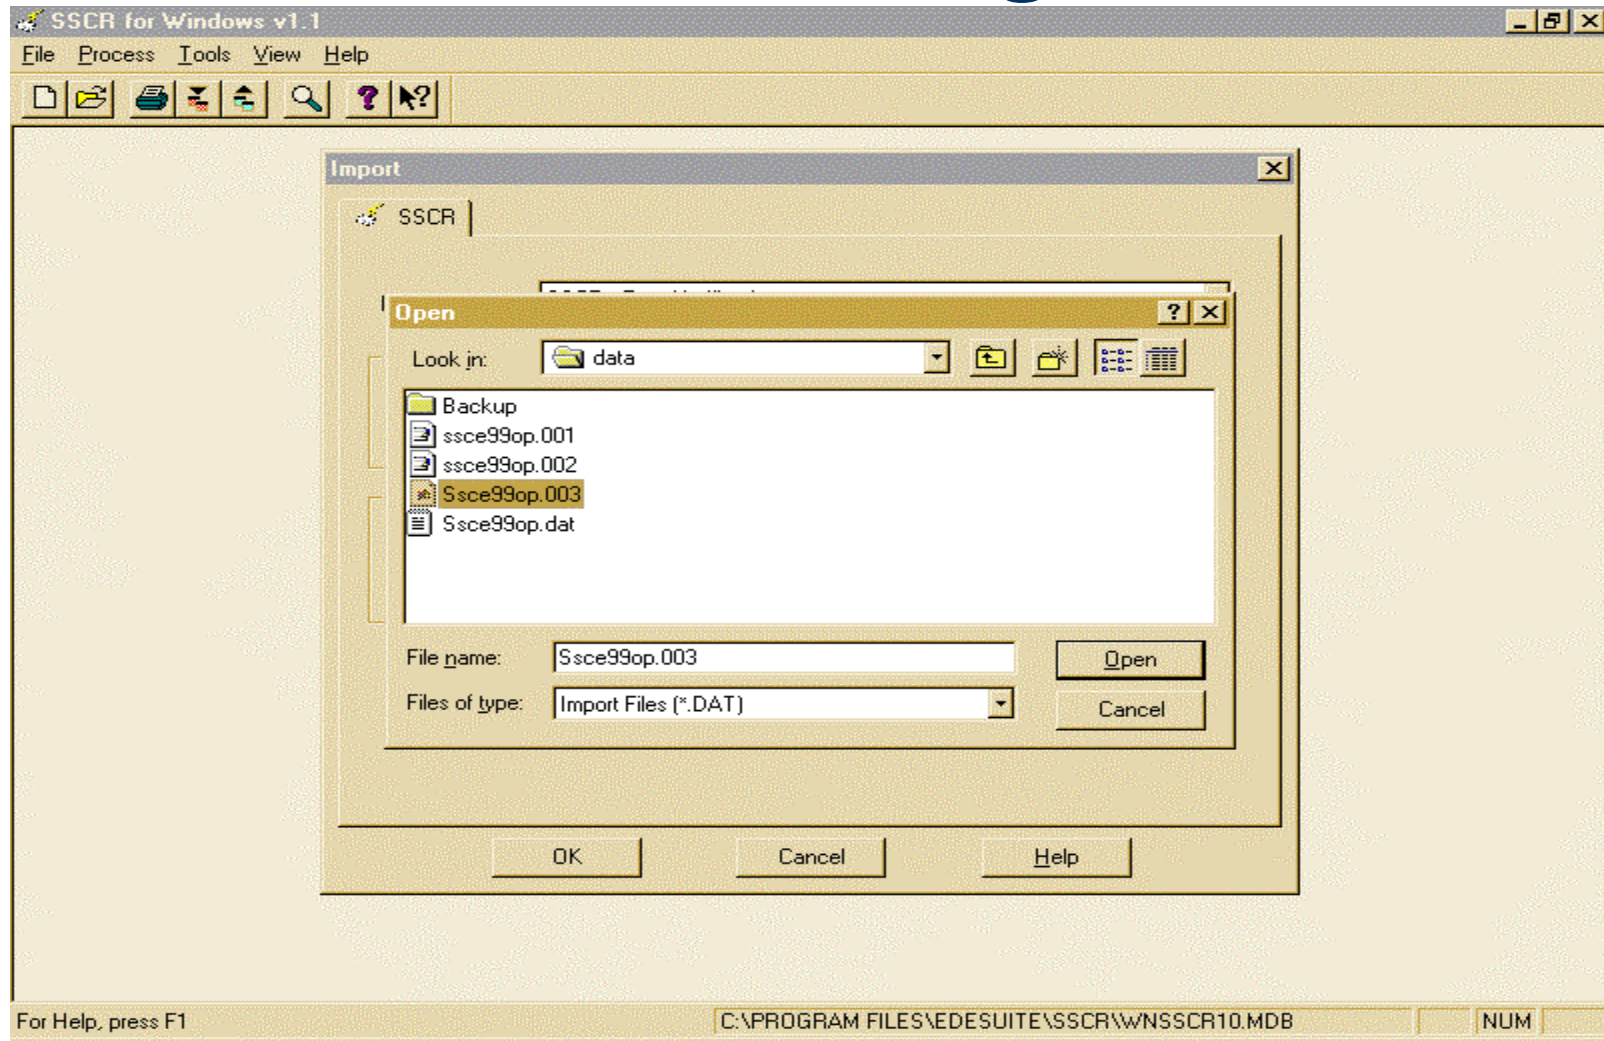 SSCR for Windows v1.1
File Process Tools View Help
Import
SSCR
Open
Look in: data
Backup
ssce99op.001
ssce99op.002
Ssce99op.003
Ssce99op.dat
File name: Ssce99op.003
Open
Files of type: Import Files (*.DAT)
Cancel
OK Cancel Help
For Help, press F1 C:\PROGRAM FILES\EDESUITE\SSCR\WNSSCR10.MDB NUM